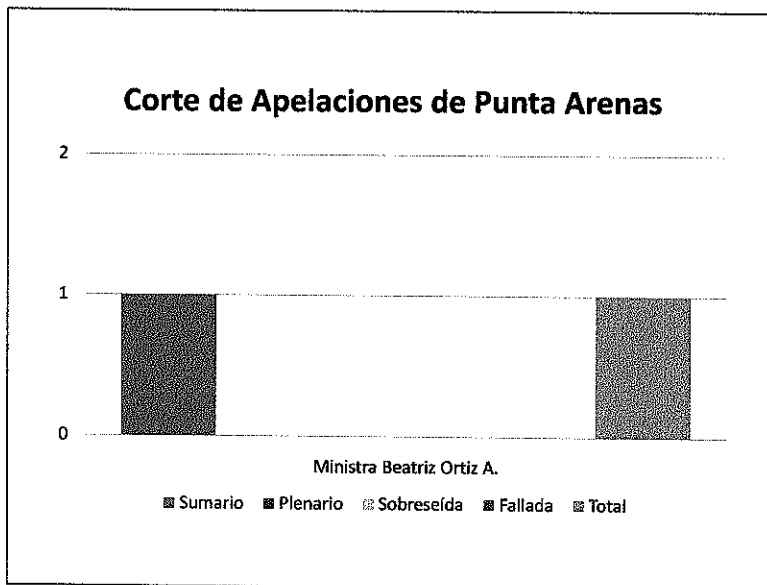 Corte de Apelaciones de Punta Arenas
2
1
0
Ministra Beatriz Ortiz A.
Sumario Plenario Sobreseída Fallada Total